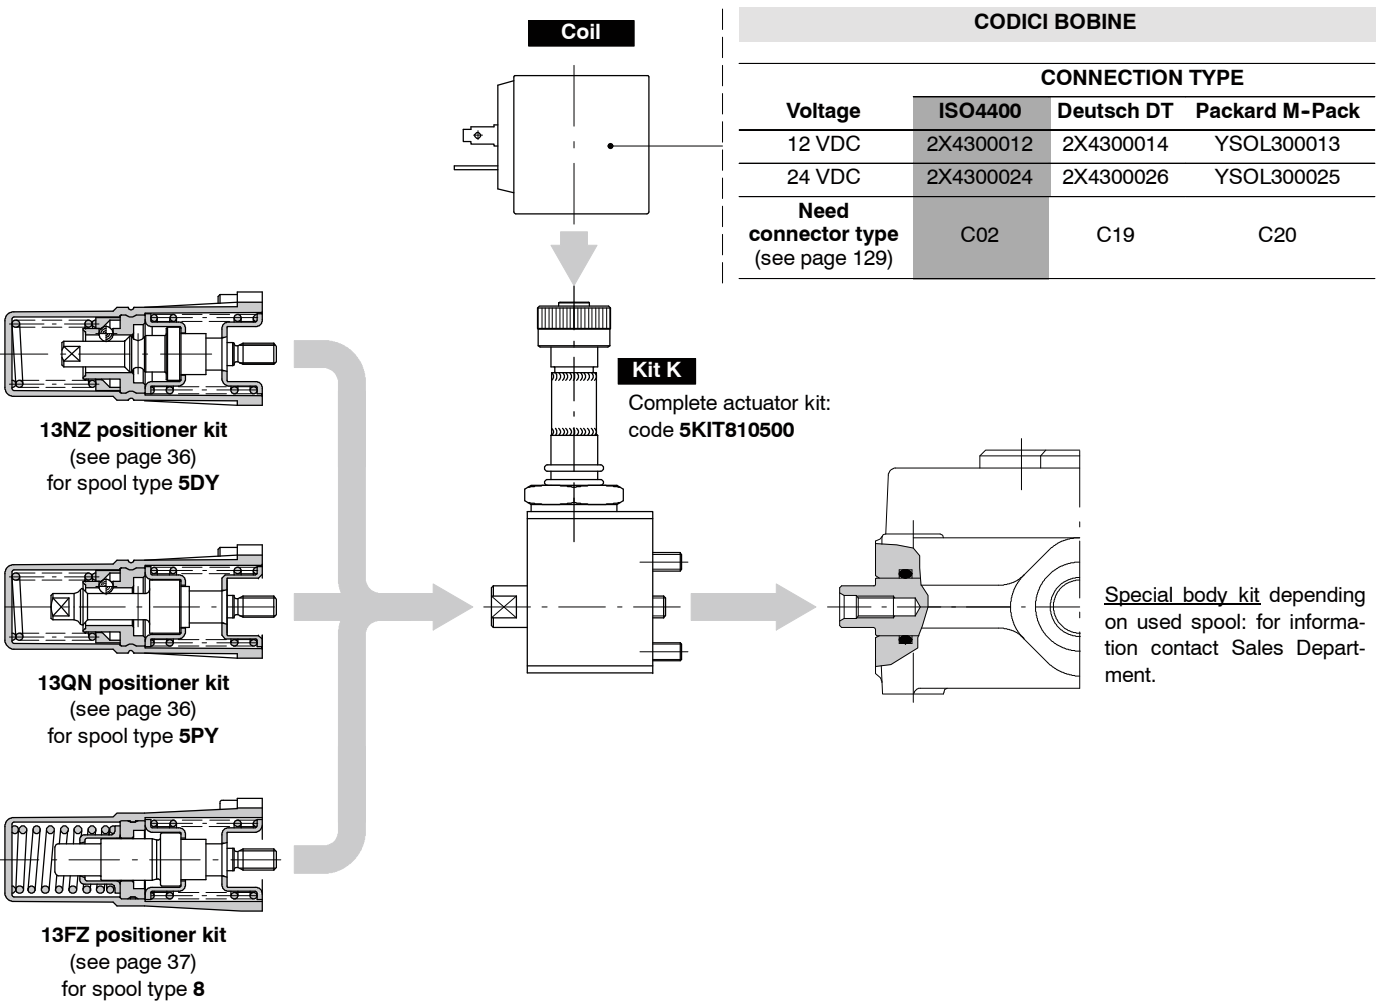 Coil
CODICI BOBINE
CONNECTION TYPE
Voltage ISO4400 Deutsch DT Packard M-Pack
12 VDC 2X4300012 2X4300014 YSOL300013
24 VDC 2X4300024 2X4300026 YSOL300025
Need
connector type
(see page 129)
C02 C19 C20
13NZ positioner kit
(see page 36)
for spool type 5DY
Kit K
Complete actuator kit:
code 5KIT810500
13QN positioner kit
(see page 36)
for spool type 5PY
Special body kit depending
on used spool: for informa-
tion contact Sales Depart-
ment.
13FZ positioner kit
(see page 37)
for spool type 8